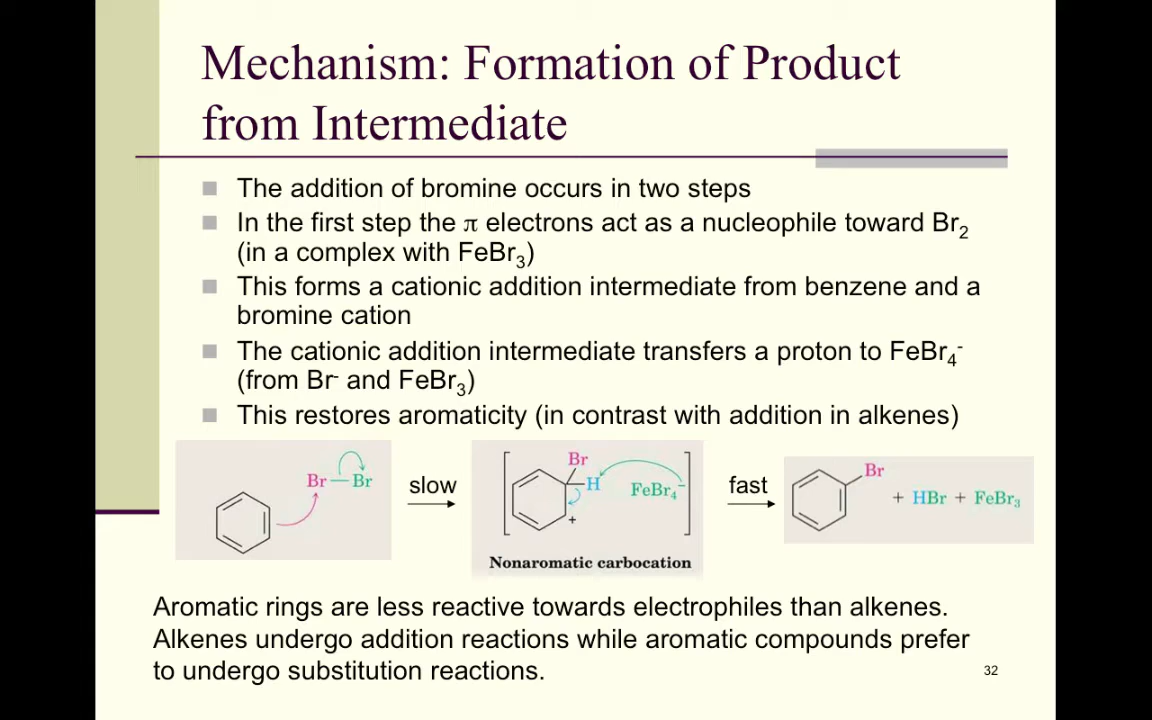 Mechanism: Formation of Product
from Intermediate
The addition of bromine occurs in two steps
In the first step the π electrons act as a nucleophile toward Br₂
(in a complex with FeBr₃)
This forms a cationic addition intermediate from benzene and a
bromine cation
The cationic addition intermediate transfers a proton to FeBr₄⁻
(from Br⁻ and FeBr₃)
This restores aromaticity (in contrast with addition in alkenes)
Br — Br
slow
Br
H
FeBr₄⁻
+
Nonaromatic carbocation
fast
Br
+ HBr + FeBr₃
Aromatic rings are less reactive towards electrophiles than alkenes.
Alkenes undergo addition reactions while aromatic compounds prefer
to undergo substitution reactions.
32